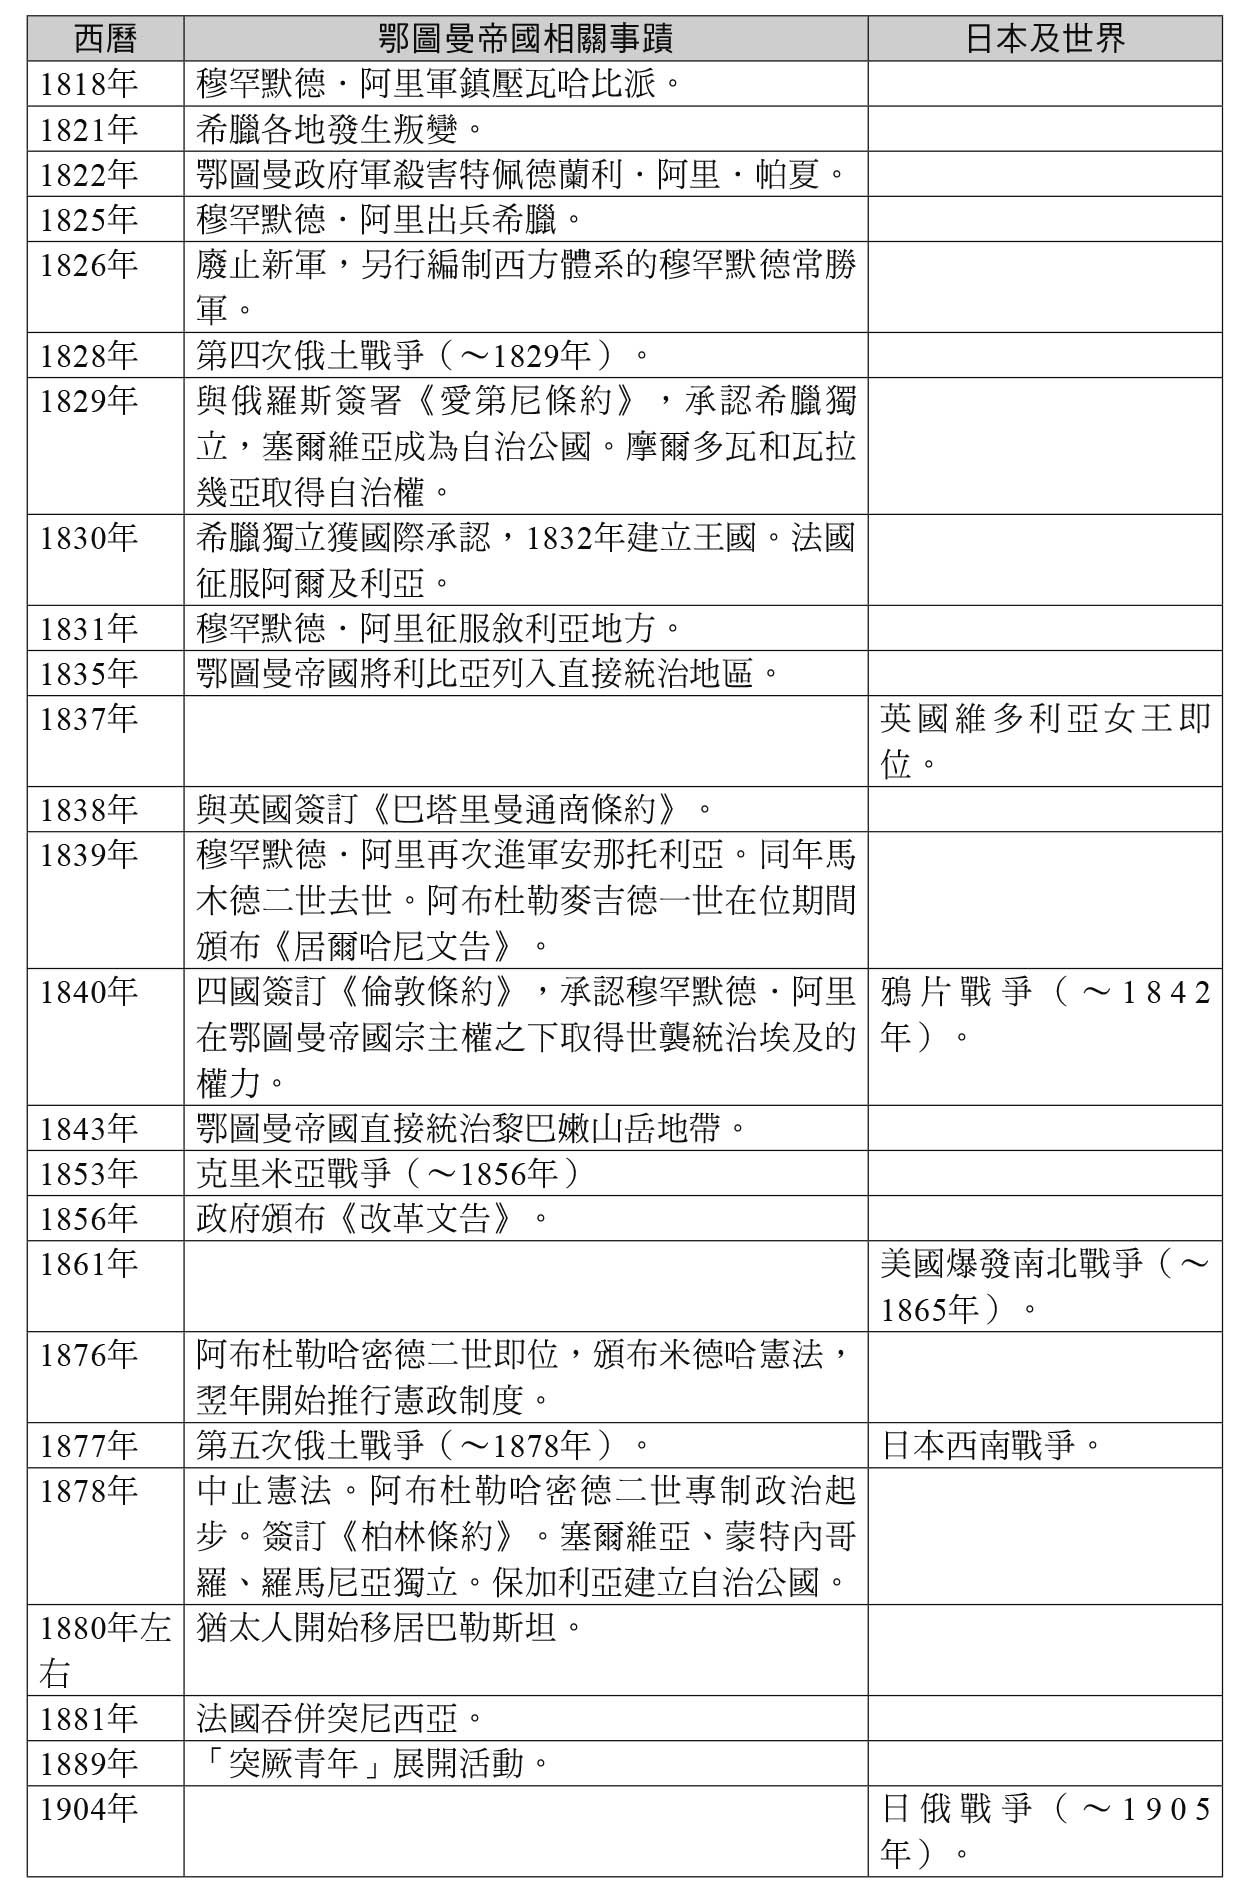 西曆 鄂圖曼帝國相關事蹟 日本及世界
1818年 穆罕默德．阿里軍鎮壓瓦哈比派。
1821年 希臘各地發生叛變。
1822年 鄂圖曼政府軍殺害特佩德蘭利．阿里．帕夏。
1825年 穆罕默德．阿里出兵希臘。
1826年 廢止新軍，另行編制西方體系的穆罕默德常勝
軍。
1828年 第四次俄土戰爭（～1829年）。
1829年 與俄羅斯簽署《愛第尼條約》，承認希臘獨
立，塞爾維亞成為自治公國。摩爾多瓦和瓦拉
幾亞取得自治權。
1830年 希臘獨立獲國際承認，1832年建立王國。法國
征服阿爾及利亞。
1831年 穆罕默德．阿里征服敘利亞地方。
1835年 鄂圖曼帝國將利比亞列入直接統治地區。
1837年 英國維多利亞女王即
位。
1838年 與英國簽訂《巴塔里曼通商條約》。
1839年 穆罕默德．阿里再次進軍安那托利亞。同年馬
木德二世去世。阿布杜勒麥吉德一世在位期間
頒布《居爾哈尼文告》。
1840年 四國簽訂《倫敦條約》，承認穆罕默德．阿里
在鄂圖曼帝國宗主權之下取得世襲統治埃及的
權力。
鴉片戰爭（～1842
年）。
1843年 鄂圖曼帝國直接統治黎巴嫩山岳地帶。
1853年 克里米亞戰爭（～1856年）
1856年 政府頒布《改革文告》。
1861年 美國爆發南北戰爭（～
1865年）。
1876年 阿布杜勒哈密德二世即位，頒布米德哈憲法，
翌年開始推行憲政制度。
1877年 第五次俄土戰爭（～1878年）。 日本西南戰爭。
1878年 中止憲法。阿布杜勒哈密德二世專制政治起
步。簽訂《柏林條約》。塞爾維亞、蒙特內哥
羅、羅馬尼亞獨立。保加利亞建立自治公國。
1880年左 猶太人開始移居巴勒斯坦。
右
1881年 法國吞併突尼西亞。
1889年 「突厥青年」展開活動。
1904年 日俄戰爭（～1905
年）。